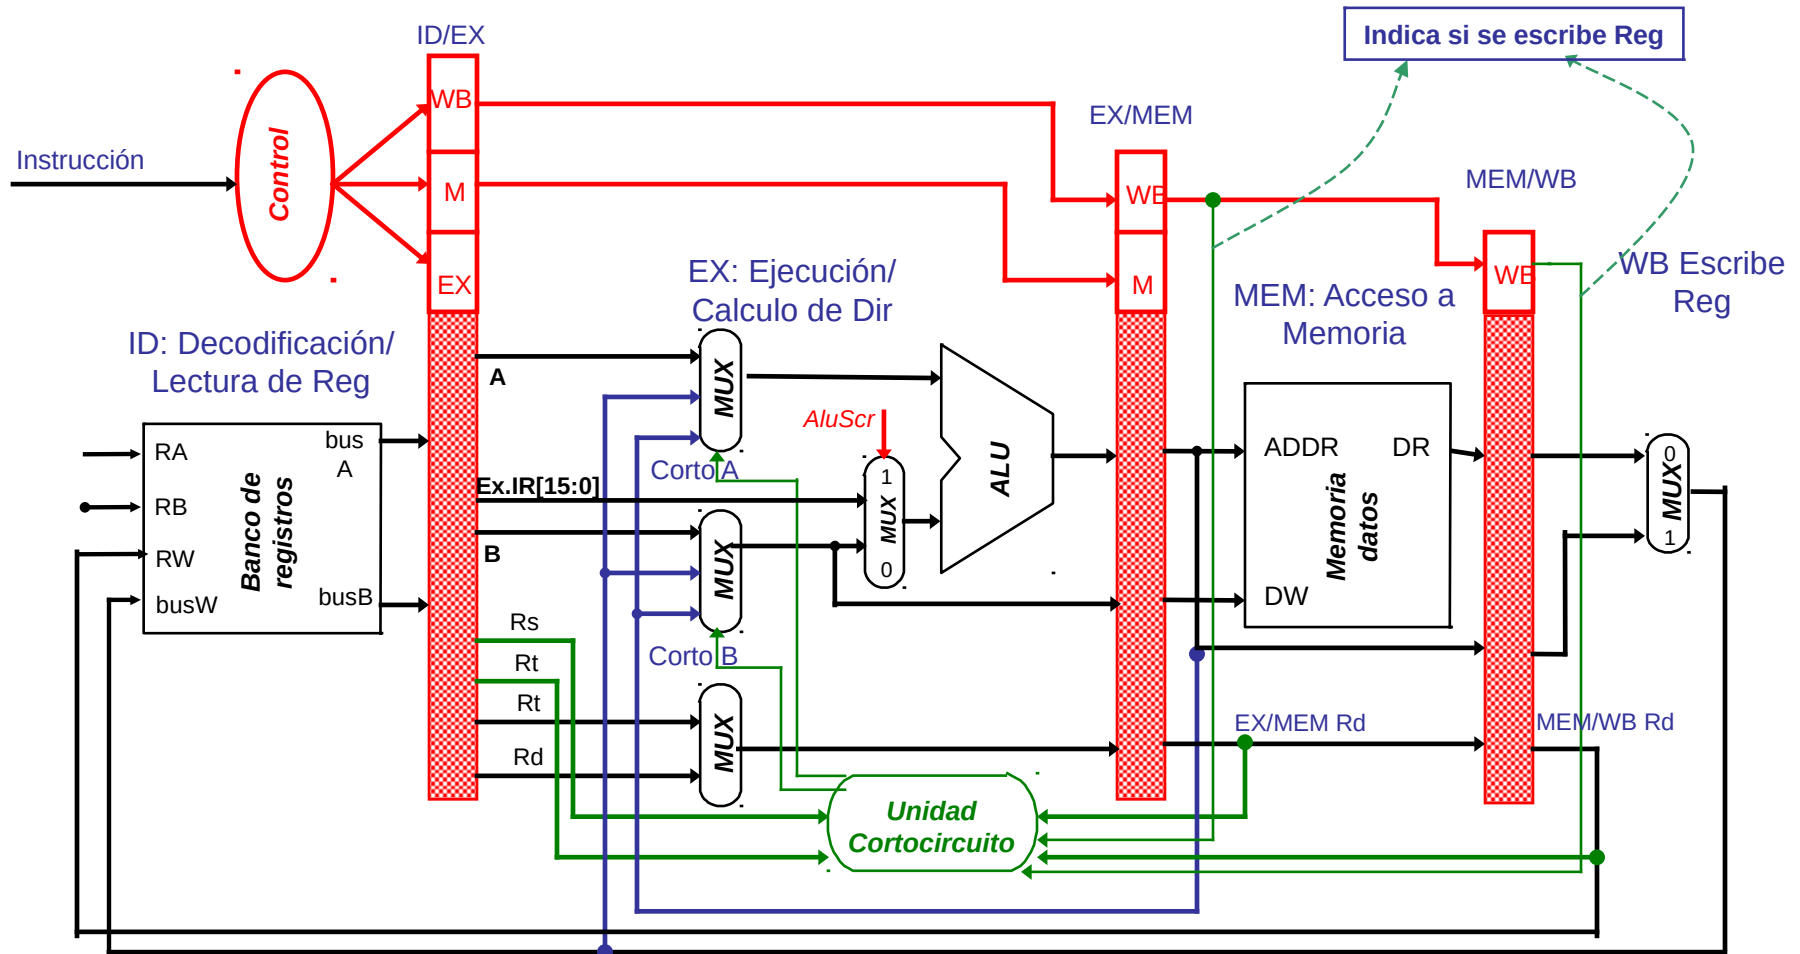 Indica si se escribe Reg
ID/EX
WB
EX/MEM
Instrucción
Control
M
WB
MEM/WB
EX
EX: Ejecución/
Calculo de Dir
M
MEM: Acceso a
Memoria
WB
WB Escribe
Reg
ID: Decodificación/
Lectura de Reg
A
MUX
AluScr
RA
bus
A
RB
Banco de
registros
RW
busW
busB
Corto A
Ex.IR[15:0]
1
MUX
0
ALU
ADDR
DR
Memoria
datos
DW
0
MUX
1
B
MUX
Rs
Corto B
Rt
Rt
MUX
Rd
EX/MEM Rd
MEM/WB Rd
Unidad
Cortocircuito